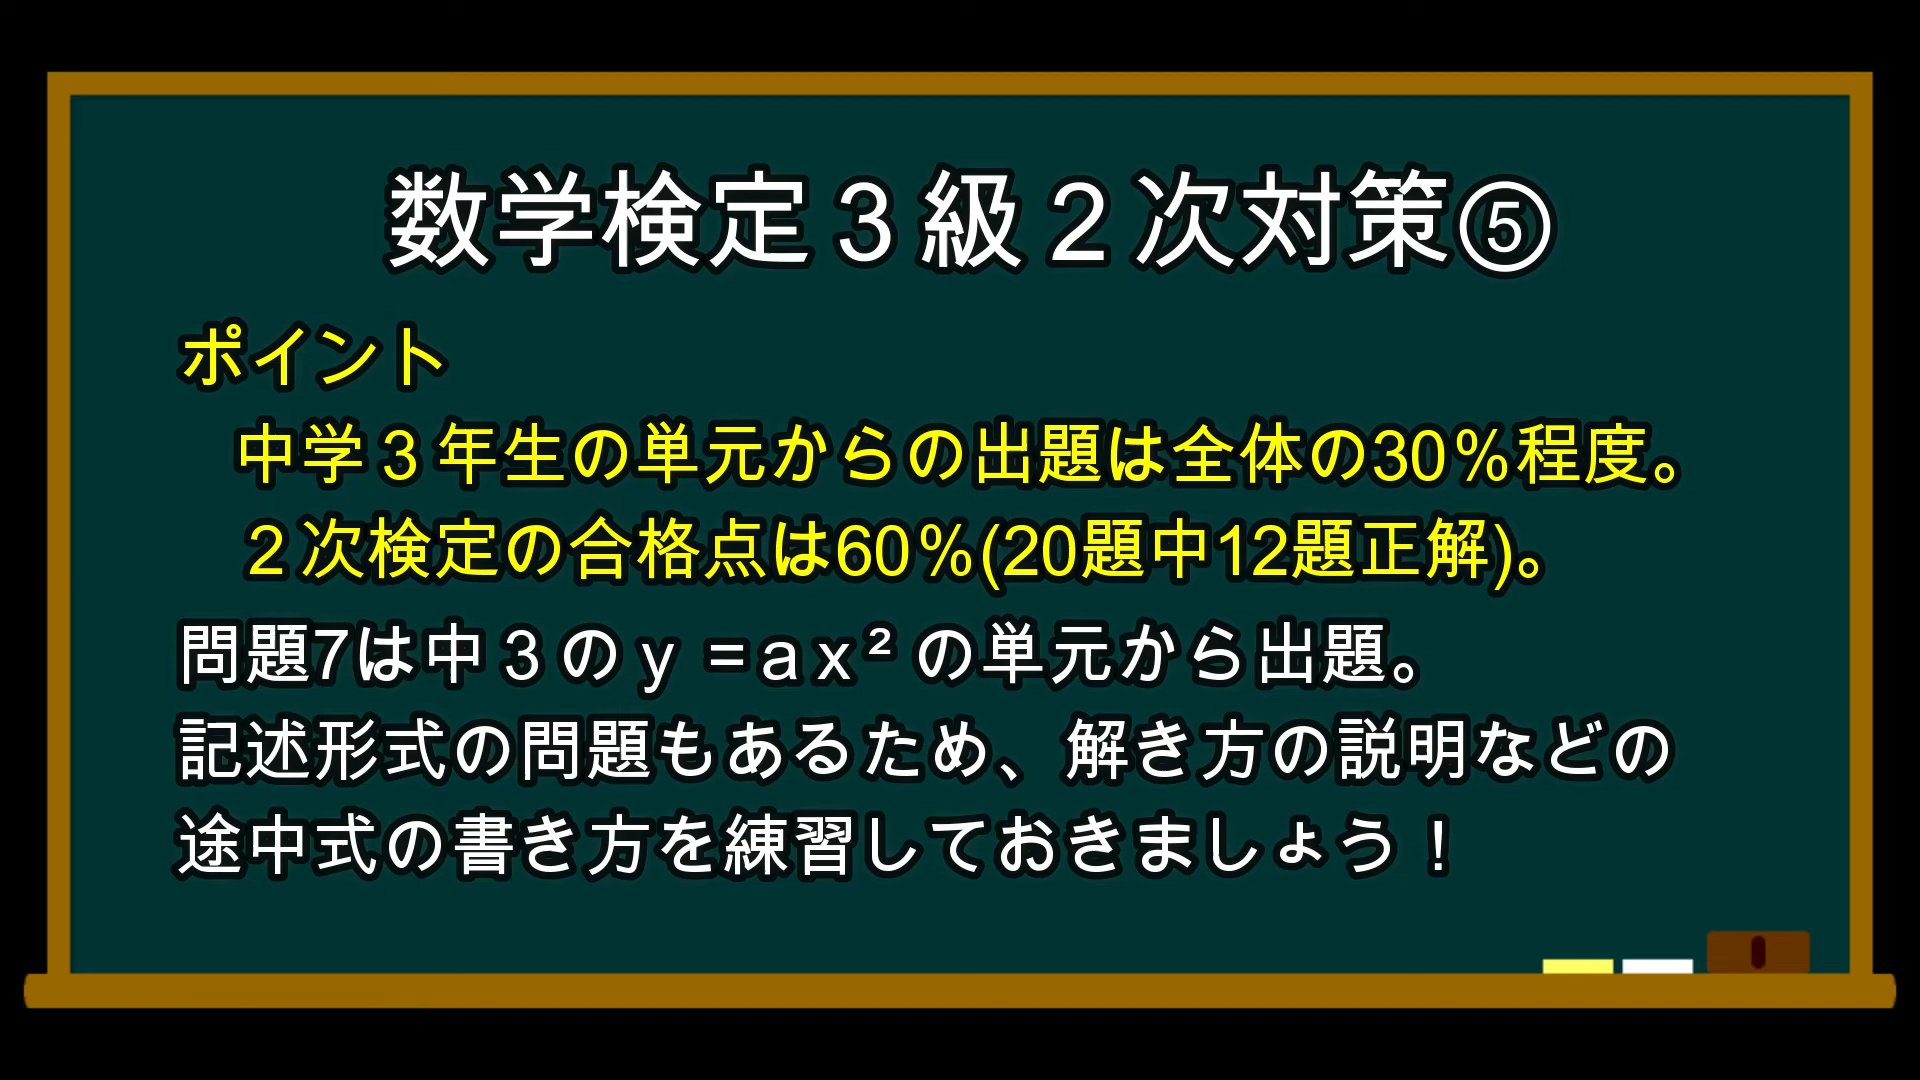 数学検定３級２次対策⑤
ポイント
中学３年生の単元からの出題は全体の30％程度。
２次検定の合格点は60％(20題中12題正解)。
問題7は中３のｙ＝ａｘ²の単元から出題。
記述形式の問題もあるため、解き方の説明などの
途中式の書き方を練習しておきましょう！